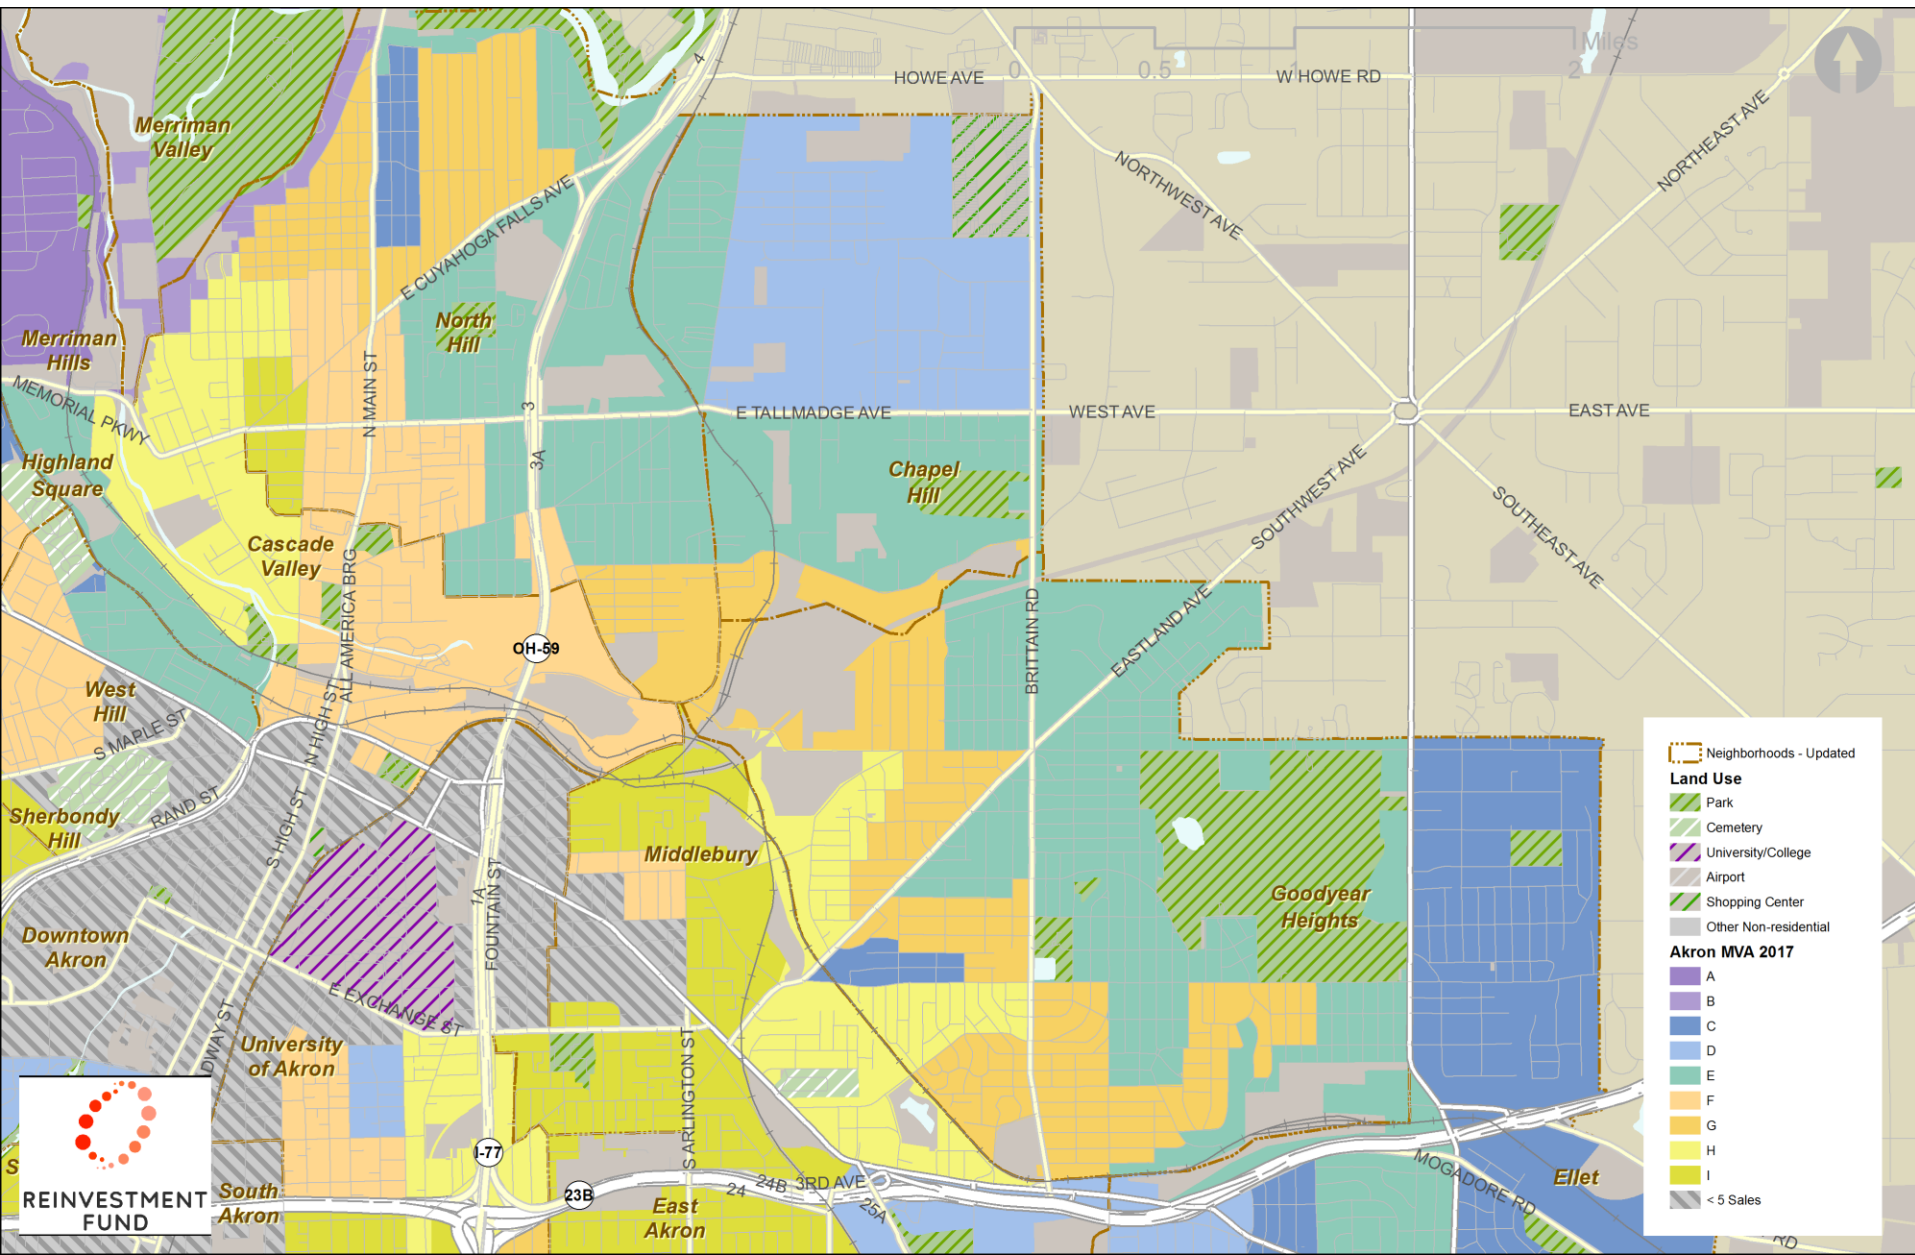 HOWE AVE
W HOWE RD
0
0.5
1
2
Miles
4
NORTHEAST AVE
NORTHWEST AVE
Merriman
Valley
E CUYAHOGA FALLS AVE
North
Hill
Merriman
Hills
MEMORIAL PKWY
N MAIN ST
3
3A
E TALLMADGE AVE
WEST AVE
EAST AVE
Highland
Square
Chapel
Hill
SOUTHWEST AVE
SOUTHEAST AVE
Cascade
Valley
ALL AMERICA BRG
OH-59
BRITTAIN RD
EASTLAND AVE
West
Hill
S MAPLE ST
N HIGH ST
Sherbondy
Hill
RAND ST
S HIGH ST
Middlebury
1A
FOUNTAIN ST
Goodyear
Heights
Downtown
Akron
E EXCHANGE ST
DWAY ST
University
of Akron
S ARLINGTON ST
I-77
23B
24
24B
3RD AVE
25A
MOGADORE RD
Ellet
RD
S
South
Akron
East
Akron
REINVESTMENT
FUND
Neighborhoods - Updated
Land Use
Park
Cemetery
University/College
Airport
Shopping Center
Other Non-residential
Akron MVA 2017
A
B
C
D
E
F
G
H
I
< 5 Sales